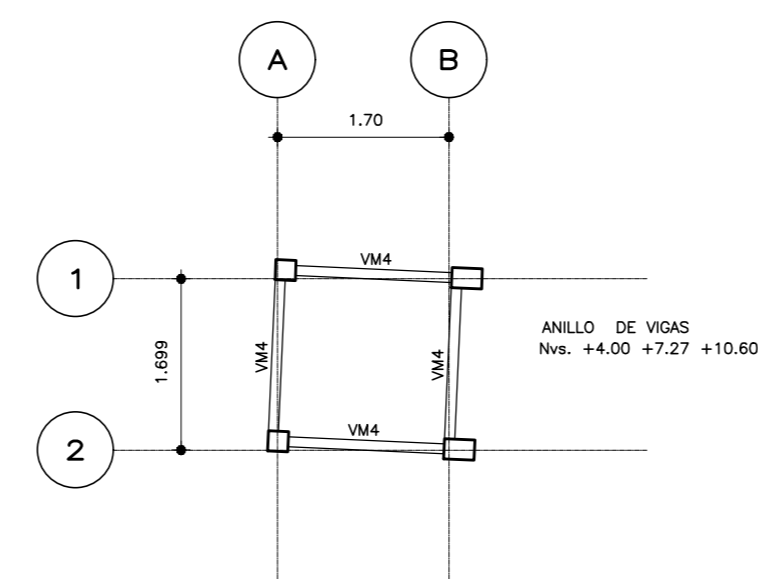 A
B
1.70
VM4
1
1.699
VM4
VM4
ANILLO DE VIGAS
Nvs. +4.00 +7.27 +10.60
VM4
2